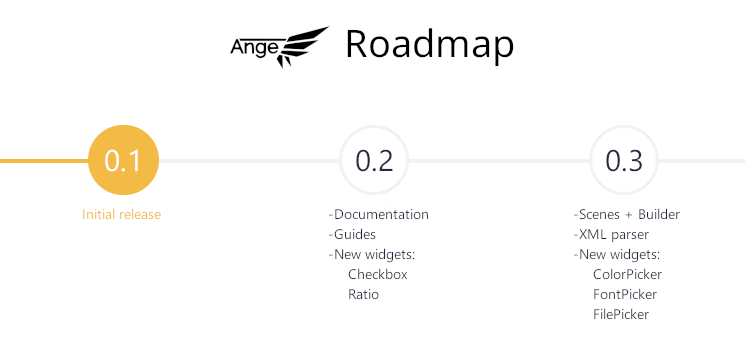 Ange Roadmap
0.1
Initial release
0.2
-Documentation
-Guides
-New widgets:
Checkbox
Ratio
0.3
-Scenes + Builder
-XML parser
-New widgets:
ColorPicker
FontPicker
FilePicker